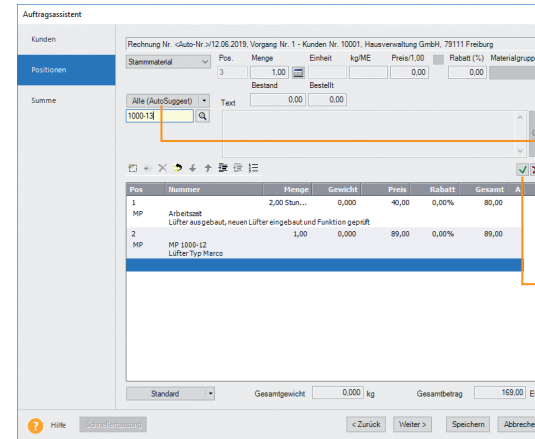 Auftragsassistent
Kunden
Positionen
Summe
Rechnung Nr. <Auto-Nr.>/12.06.2019, Vorgang Nr. 1 - Kunden Nr. 10001, Hausverwaltung GmbH, 79111 Freiburg
Stammmaterial Pos. Menge Einheit kg/ME Preis/1.00 Rabatt (%) Materialgruppe
3 1,00 0,00 0,00
Bestand Bestellt
Alle (AutoSuggest) Text 0,00 0,00
1000-13
Pos Nummer Menge Gewicht Preis Rabatt Gesamt A
1 2,00 Stun... 0,000 40,00 0,00% 80,00
MP Arbeitszeit
Lüfter ausgebaut, neuen Lüfter eingebaut und Funktion geprüft
2 1,00 0,000 89,00 0,00% 89,00
MP MP 1000-12
Lüfter Typ Marco
Standard Gesamtgewicht 0,000 kg Gesamtbetrag 169,00 E
Hilfe Schnellerfassung < Zurück Weiter > Speichern Abbreche